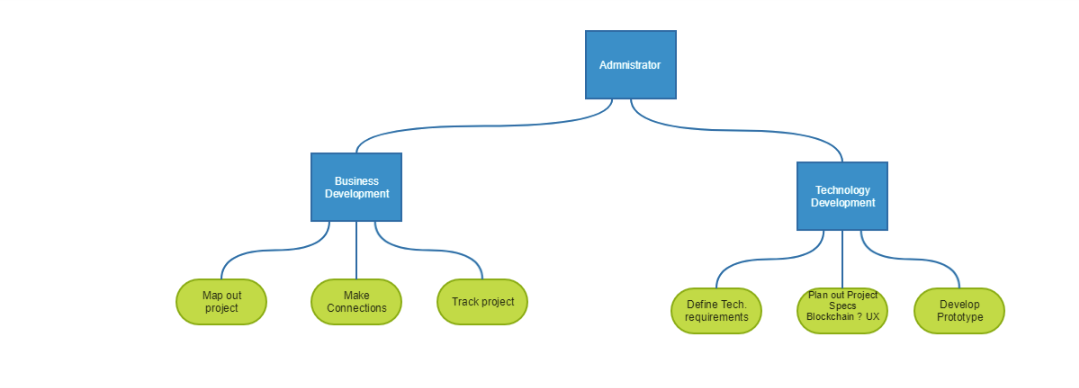 Admnistrator
Business
Development
Technology
Development
Map out
project
Make
Connections
Track project
Define Tech.
requirements
Plan out Project
Specs
Blockchain ? UX
Develop
Prototype